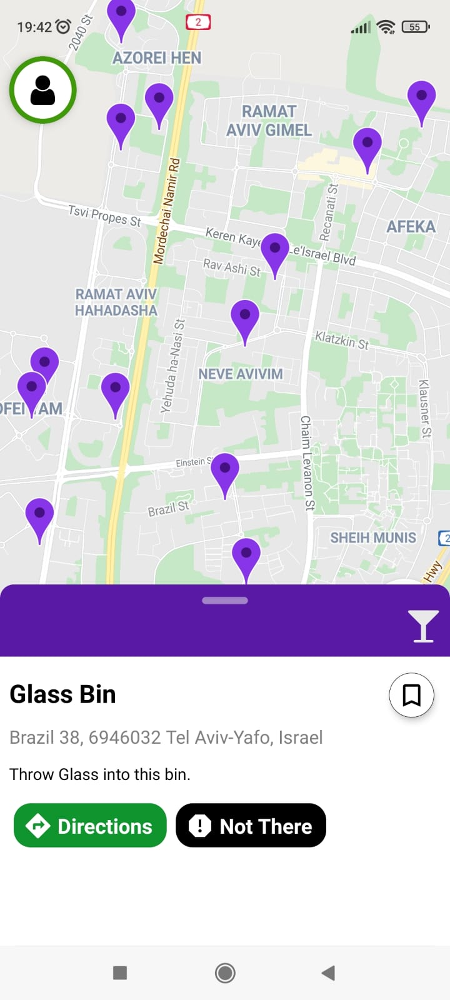 19:42
2040 St
2
55
AZOREI HEN
RAMAT
AVIV GIMEL
Mordechai Namir Rd
Recanati St
Tsvi Propes St
AFEKA
Le'Israel Blvd
Keren
Rav Ashi St
RAMAT AVIV
HAHADASHA
Yehuda ha-Nasi St
Klatzkin St
NEVE AVIVIM
Klausner St
AM
Chaim Levanon St
Einstein
Brazil St
SHEIH MUNIS
2
Hwy
Glass Bin
Brazil 38, 6946032 Tel Aviv-Yafo, Israel
Throw Glass into this bin.
Directions
Not There